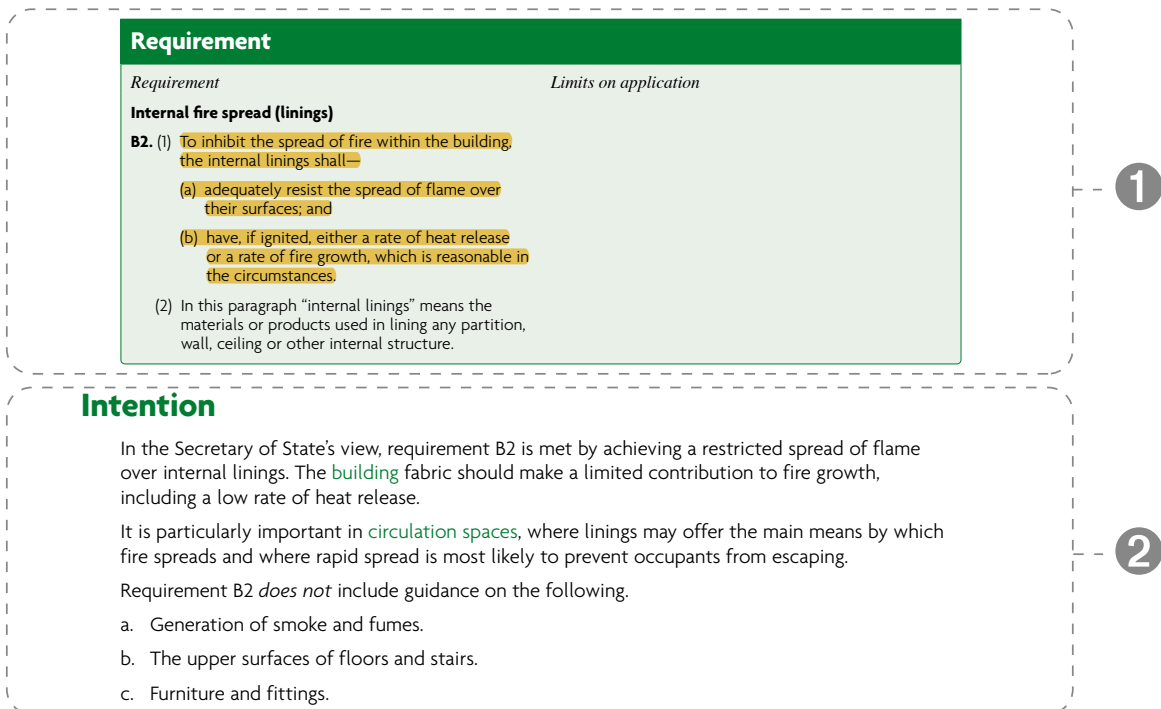 Requirement
Requirement Limits on application
Internal fire spread (linings)
B2. (1) To inhibit the spread of fire within the building,
the internal linings shall—
(a) adequately resist the spread of flame over
their surfaces; and
(b) have, if ignited, either a rate of heat release
or a rate of fire growth, which is reasonable in
the circumstances.
(2) In this paragraph “internal linings” means the
materials or products used in lining any partition,
wall, ceiling or other internal structure.
1
Intention
In the Secretary of State’s view, requirement B2 is met by achieving a restricted spread of flame
over internal linings. The building fabric should make a limited contribution to fire growth,
including a low rate of heat release.
It is particularly important in circulation spaces, where linings may offer the main means by which
fire spreads and where rapid spread is most likely to prevent occupants from escaping.
Requirement B2 does not include guidance on the following.
a. Generation of smoke and fumes.
b. The upper surfaces of floors and stairs.
c. Furniture and fittings.
2